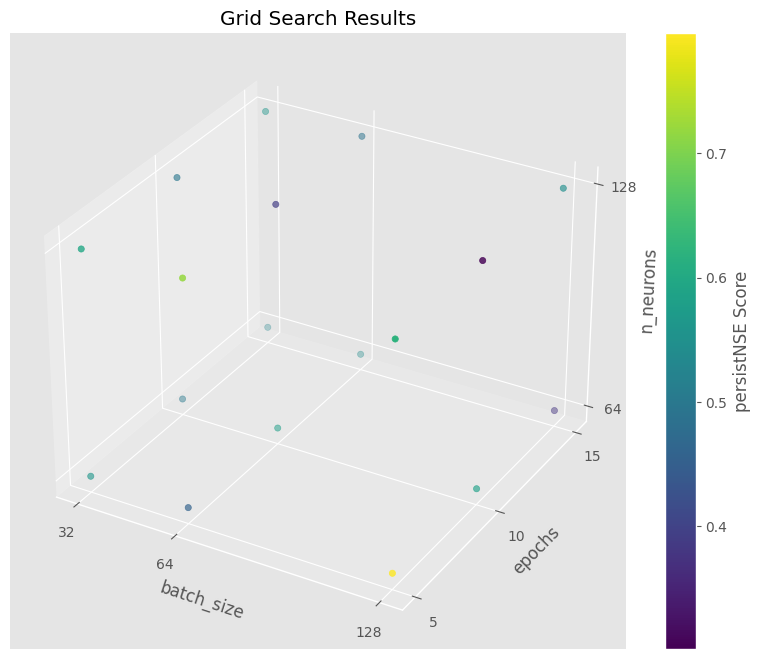 Grid Search Results
128
n_neurons
64
15
10
epochs
5
32
64
batch_size
128
0.7
0.6
0.5
0.4
persistNSE Score